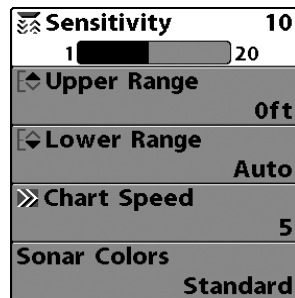 Sensitivity 10
1 20
Upper Range
0ft
Lower Range
Auto
Chart Speed
5
Sonar Colors
Standard